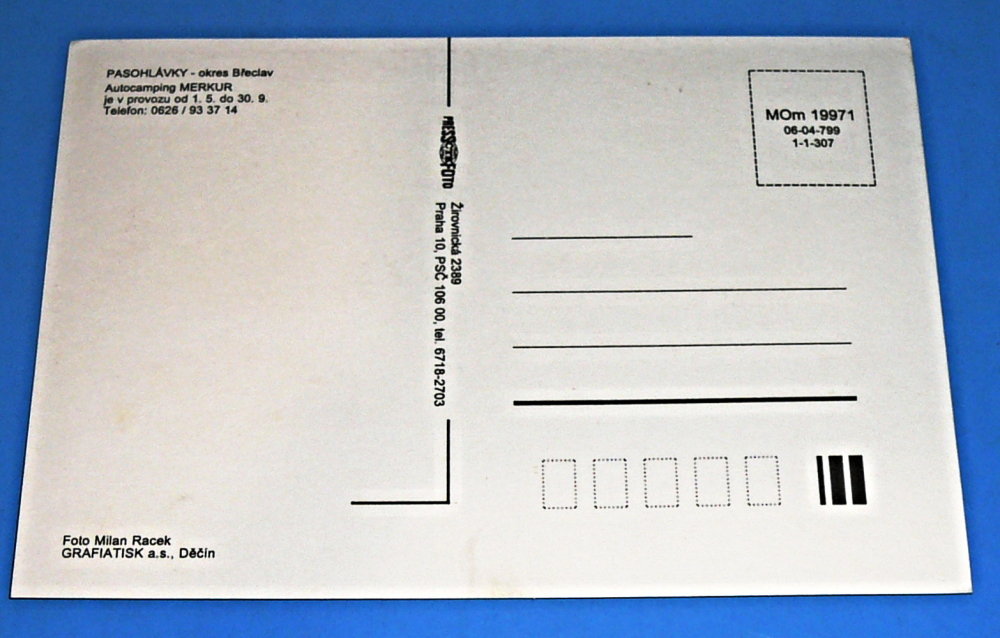 PASOHLÁVKY - okres Břeclav
Autocamping MERKUR
je v provozu od 1. 5. do 30. 9.
Telefon: 0626 / 93 37 14
PRESSFOTO
Žirovnická 2389
Praha 10, PSČ 106 00, tel. 6718-2703
MOm 19971
06-04-799
1-1-307
Foto Milan Racek
GRAFIATISK a.s., Děčín